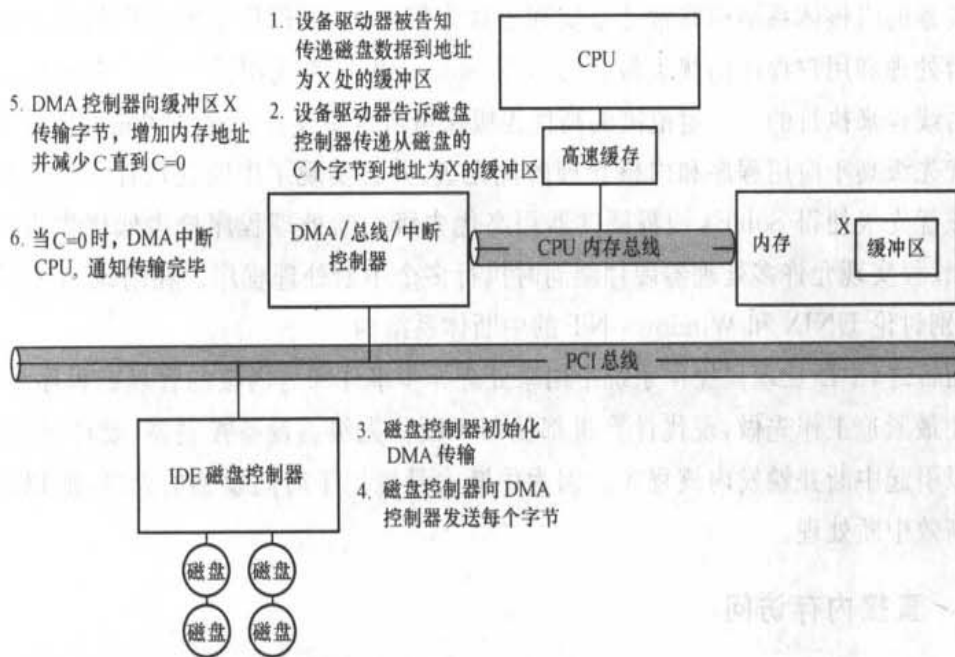 1. 设备驱动器被告知
传递磁盘数据到地址
为X处的缓冲区
2. 设备驱动器告诉磁盘
控制器传递从磁盘的
C个字节到地址为X的缓冲区
5. DMA 控制器向缓冲区 X
传输字节，增加内存地址
并减少 C 直到 C=0
6. 当C=0时，DMA中断
CPU, 通知传输完毕
CPU
高速缓存
DMA/总线/中断
控制器
CPU 内存总线
内存
X
缓冲区
PCI 总线
IDE 磁盘控制器
3. 磁盘控制器初始化
DMA 传输
4. 磁盘控制器向 DMA
控制器发送每个字节
磁盘
磁盘
磁盘
磁盘